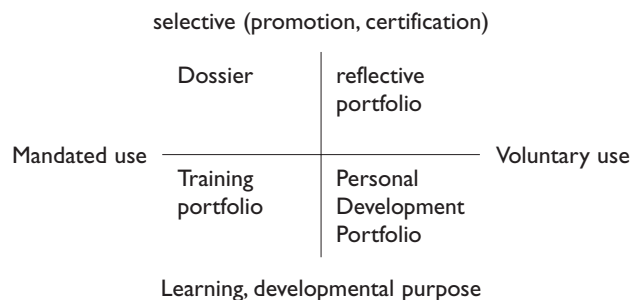 selective (promotion, certification)
Dossier
reflective
portfolio
Mandated use
Voluntary use
Training
portfolio
Personal
Development
Portfolio
Learning, developmental purpose